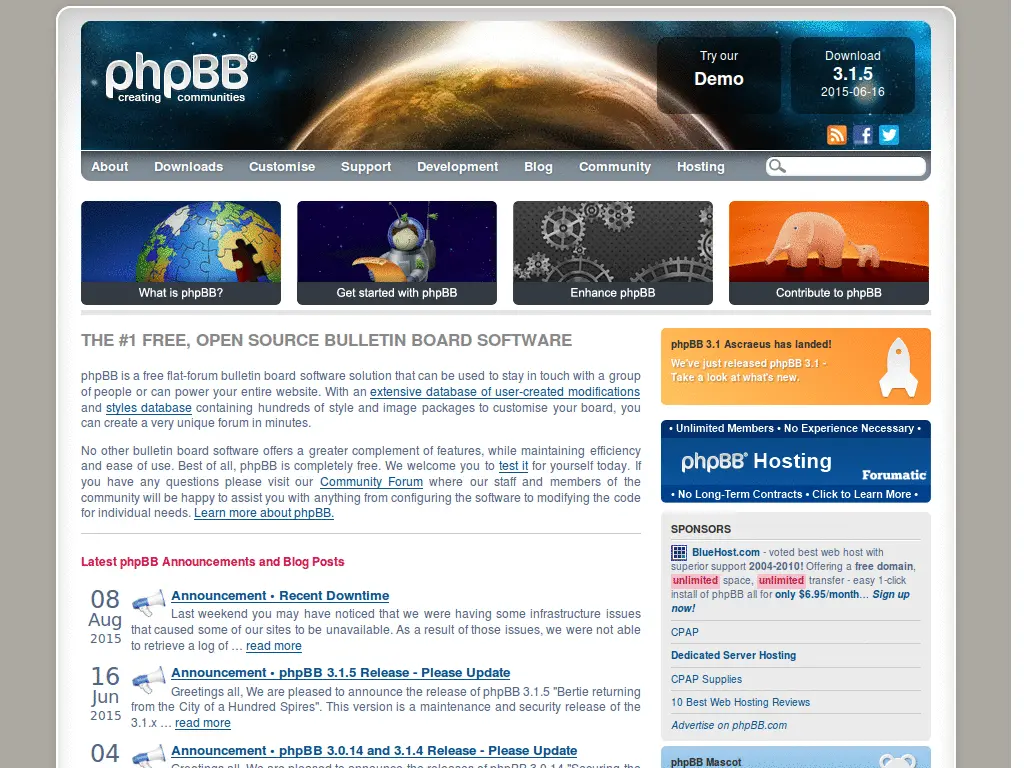 phpBB®
creating communities
Try our
Demo
Download
3.1.5
2015-06-16
About Downloads Customise Support Development Blog Community Hosting
What is phpBB?
Get started with phpBB
Enhance phpBB
Contribute to phpBB
THE #1 FREE, OPEN SOURCE BULLETIN BOARD SOFTWARE
phpBB is a free flat-forum bulletin board software solution that can be used to stay in touch with a group
of people or can power your entire website. With an extensive database of user-created modifications
and styles database containing hundreds of style and image packages to customise your board, you
can create a very unique forum in minutes.
No other bulletin board software offers a greater complement of features, while maintaining efficiency
and ease of use. Best of all, phpBB is completely free. We welcome you to test it for yourself today. If
you have any questions please visit our Community Forum where our staff and members of the
community will be happy to assist you with anything from configuring the software to modifying the code
for individual needs. Learn more about phpBB.
Latest phpBB Announcements and Blog Posts
08
Aug
2015
Announcement • Recent Downtime
Last weekend you may have noticed that we were having some infrastructure issues
that caused some of our sites to be unavailable. As a result of those issues, we were not able
to retrieve a log of … read more
16
Jun
2015
Announcement • phpBB 3.1.5 Release - Please Update
Greetings all, We are pleased to announce the release of phpBB 3.1.5 "Bertie returning
from the City of a Hundred Spires". This version is a maintenance and security release of the
3.1.x … read more
04
Announcement • phpBB 3.0.14 and 3.1.4 Release - Please Update
Greetings all, We are pleased to announce the releases of phpBB 3.0.14 "Securing the
phpBB 3.1 Ascraeus has landed!
We've just released phpBB 3.1 -
Take a look at what's new.
• Unlimited Members • No Experience Necessary •
phpBB® Hosting
Forumatic
• No Long-Term Contracts • Click to Learn More •
SPONSORS
BlueHost.com - voted best web host with
superior support 2004-2010! Offering a free domain,
unlimited space, unlimited transfer - easy 1-click
install of phpBB all for only $6.95/month... Sign up
now!
CPAP
Dedicated Server Hosting
CPAP Supplies
10 Best Web Hosting Reviews
Advertise on phpBB.com
phpBB Mascot